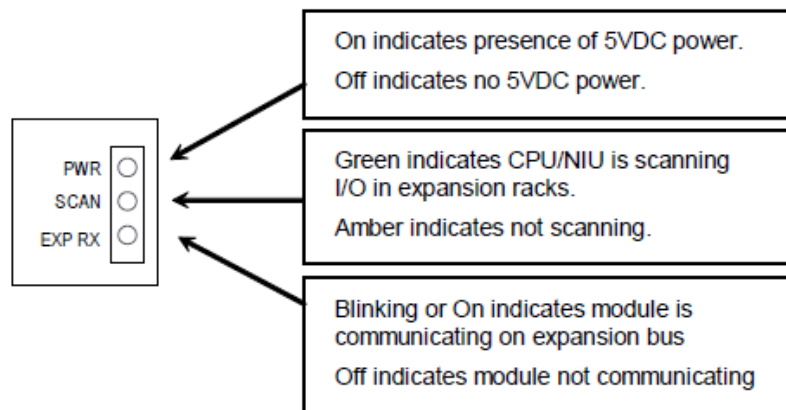 On indicates presence of 5VDC power.
Off indicates no 5VDC power.
PWR
SCAN
EXP RX
Green indicates CPU/NIU is scanning
I/O in expansion racks.
Amber indicates not scanning.
Blinking or On indicates module is
communicating on expansion bus
Off indicates module not communicating